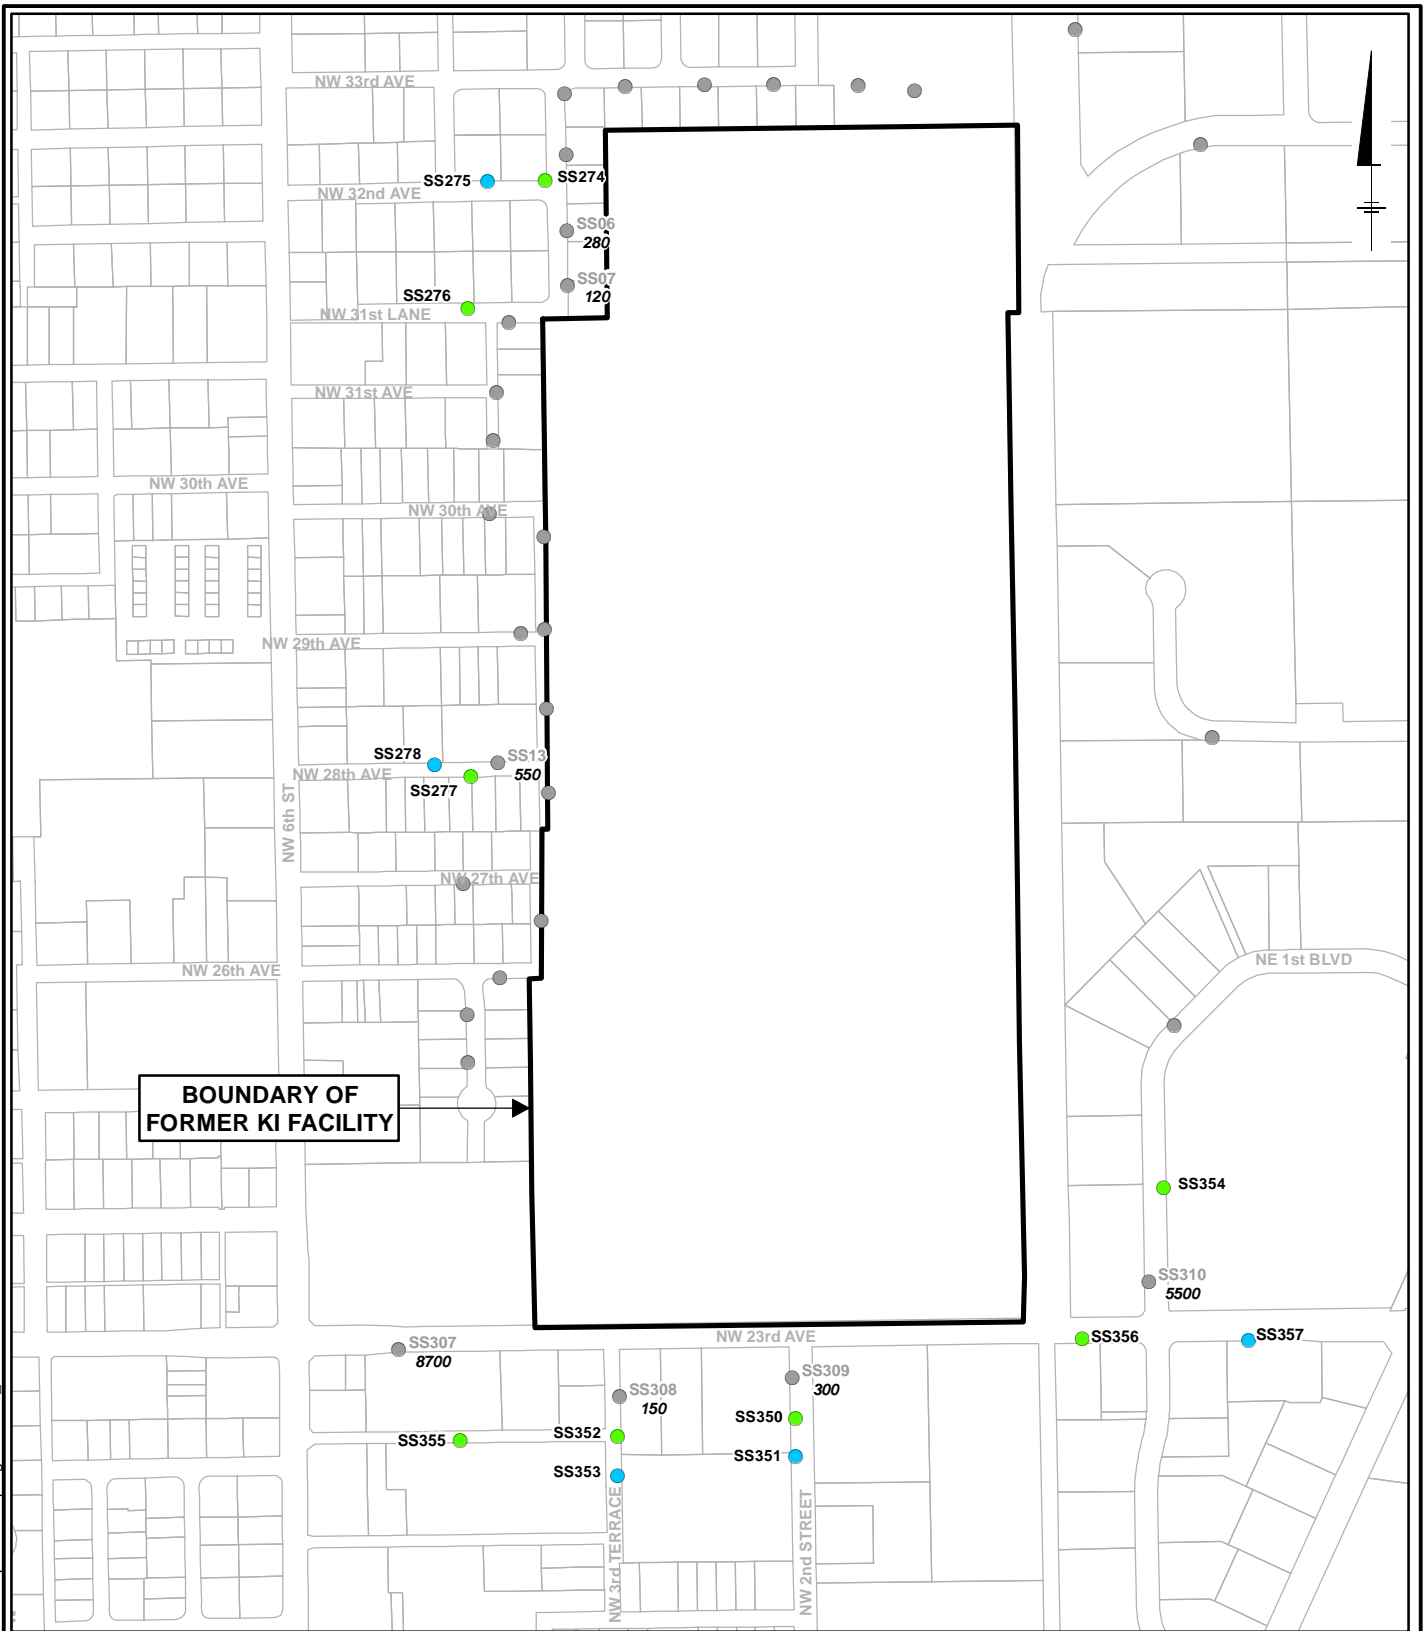 NW 33rd AVE
SS275
SS274
NW 32nd AVE
SS06
280
SS07
120
SS276
NW 31st LANE
NW 31st AVE
NW 30th AVE
NW 30th AVE
NW 29th AVE
SS278
SS13
NW 28th AVE
550
SS277
NW 6th ST
NW 27th AVE
NE 1st BLVD
NW 26th AVE
BOUNDARY OF
FORMER KI FACILITY
SS354
SS310
5500
NW 23rd AVE
SS356
SS357
SS307
8700
SS309
300
SS308
150
SS350
SS352
SS355
SS351
SS353
NW 3rd TERRACE
NW 2nd STREET